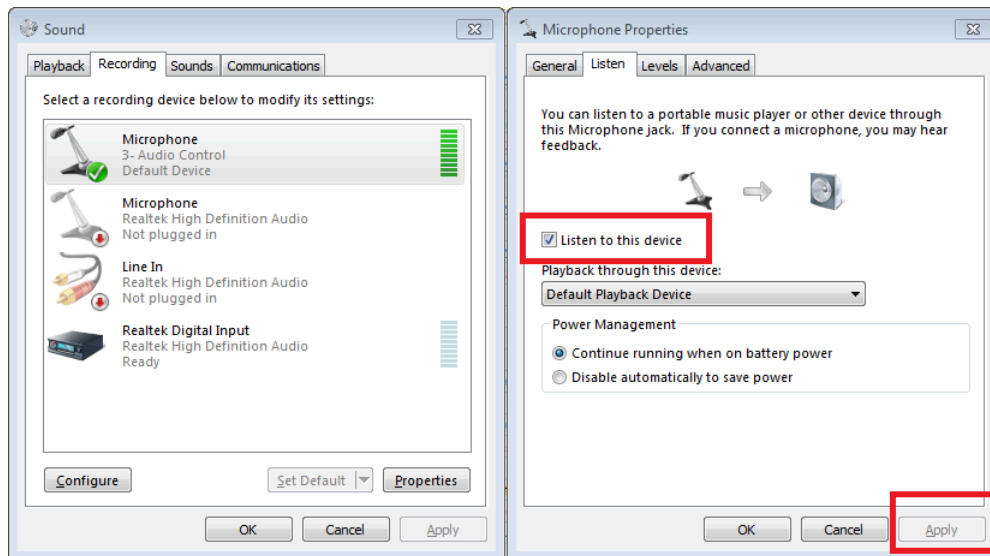 Sound
Playback Recording Sounds Communications
Select a recording device below to modify its settings:
Microphone
3- Audio Control
Default Device
Microphone
Realtek High Definition Audio
Not plugged in
Line In
Realtek High Definition Audio
Not plugged in
Realtek Digital Input
Realtek High Definition Audio
Ready
Configure Set Default Properties
OK Cancel Apply
Microphone Properties
General Listen Levels Advanced
You can listen to a portable music player or other device through
this Microphone jack. If you connect a microphone, you may hear
feedback.
Listen to this device
Playback through this device:
Default Playback Device
Power Management
Continue running when on battery power
Disable automatically to save power
OK Cancel Apply